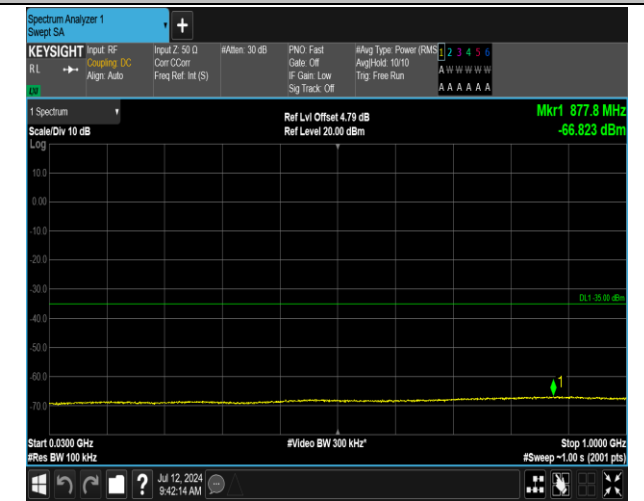 Spectrum Analyzer 1
Swept SA
+
KEYSIGHT Input: RF Input Z: 50 Ω #Atten: 30 dB PNO: Fast #Avg Type: Power (RMS 1 2 3 4 5 6
RL Coupling: DC Corr CCorr Gate: Off Avg|Hold: 10/10 A W W W W W
Align: Auto Freq Ref: Int (S) IF Gain: Low Trig: Free Run
Sig Track: Off A A A A A A
1 Spectrum Ref Lvl Offset 4.79 dB Mkr1 877.8 MHz
Scale/Div 10 dB Ref Level 20.00 dBm -66.823 dBm
Log
10.0
0.00
-10.0
-20.0
-30.0
DL1 -35.00 dBm
-40.0
-50.0
-60.0
1
-70.0
Start 0.0300 GHz #Video BW 300 kHz* Stop 1.0000 GHz
#Res BW 100 kHz #Sweep ~1.00 s (2001 pts)
? Jul 12, 2024
9:42:14 AM